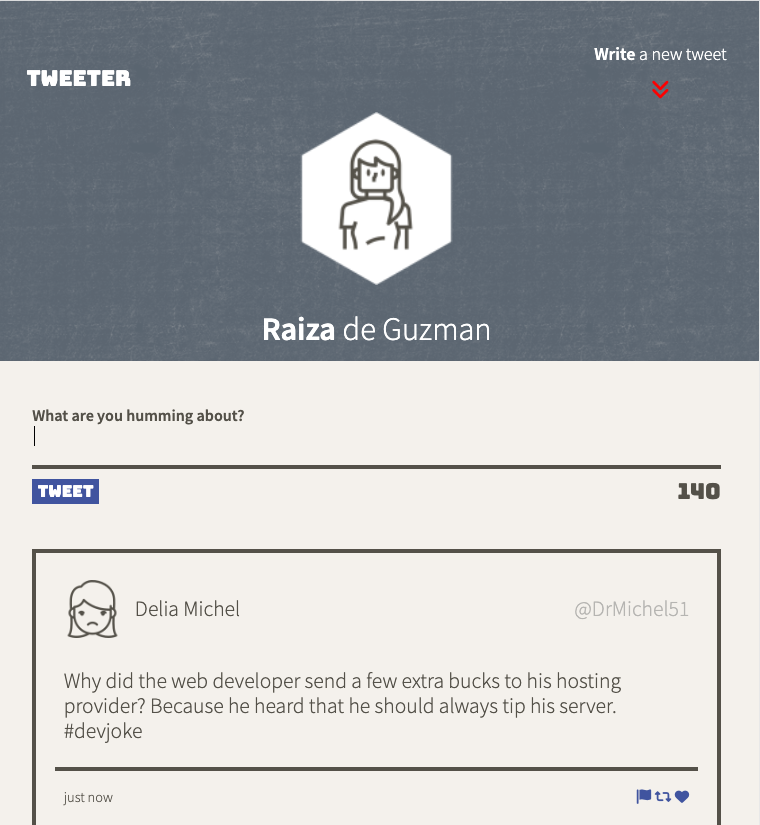 Write a new tweet
TWEETER
Raiza de Guzman
What are you humming about?
TWEET
140
Delia Michel
@DrMichel51
Why did the web developer send a few extra bucks to his hosting
provider? Because he heard that he should always tip his server.
#devjoke
just now